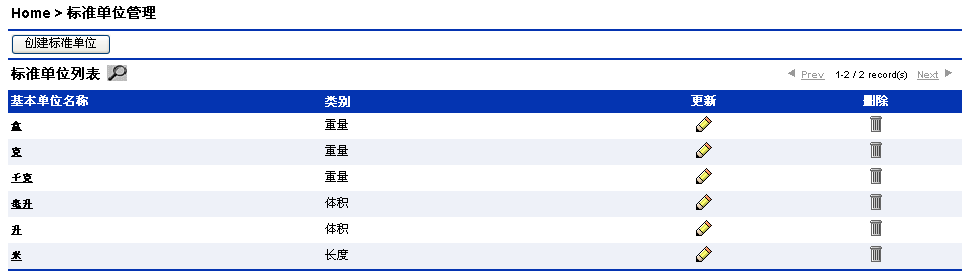 Home > 标准单位管理
创建标准单位
标准单位列表 Prev 1-2 / 2 record(s) Next
基本单位名称 类别 更新 删除
盒 重量
克 重量
千克 重量
毫升 体积
升 体积
米 长度